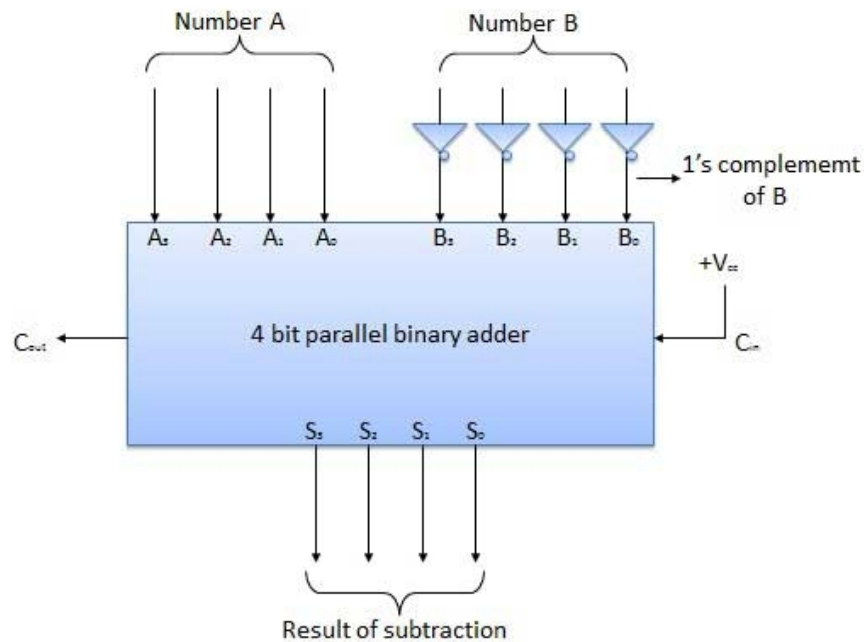 Number A
Number B
1's complememt
of B
A₃ A₂ A₁ A₀ B₃ B₂ B₁ B₀
+Vcc
4 bit parallel binary adder
Cout
Cin
S₃ S₂ S₁ S₀
Result of subtraction